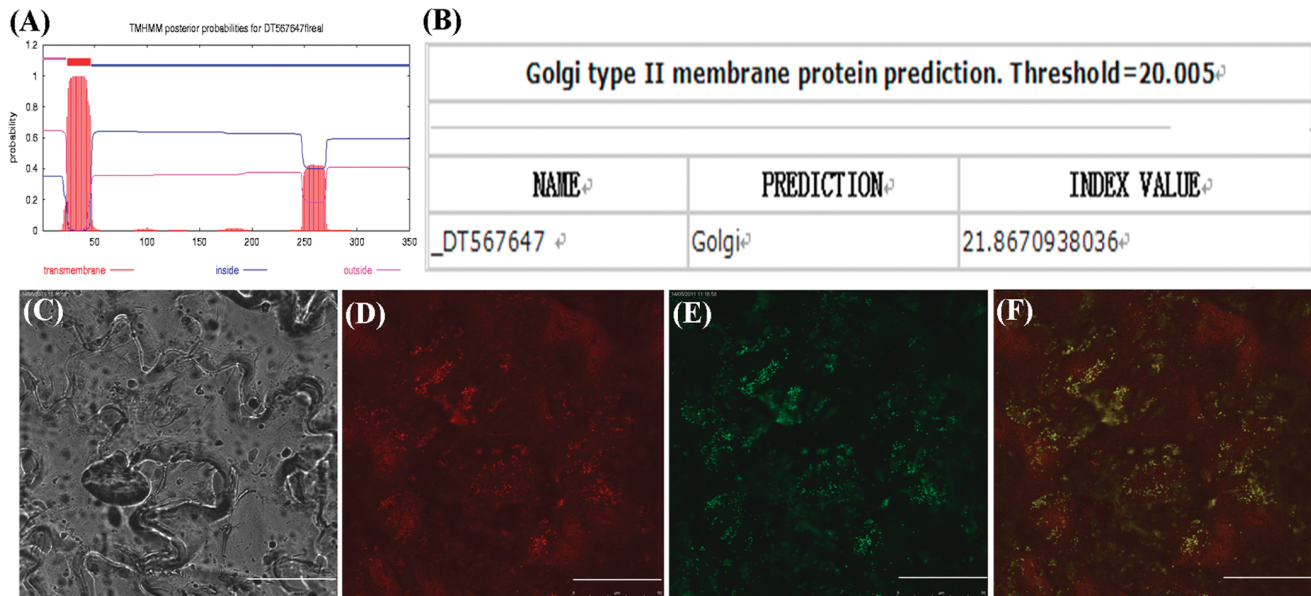 (A)
TMHMM posterior probabilities for DT567647flreal
1.2
1
0.8
0.6
0.4
0.2
0
probability
50
100
150
200
250
300
350
transmembrane
inside
outside
(B)
Golgi type II membrane protein prediction. Threshold=20.005
NAME PREDICTION INDEX VALUE
_DT567647 Golgi 21.8670938036
(C)
(D)
(E)
(F)